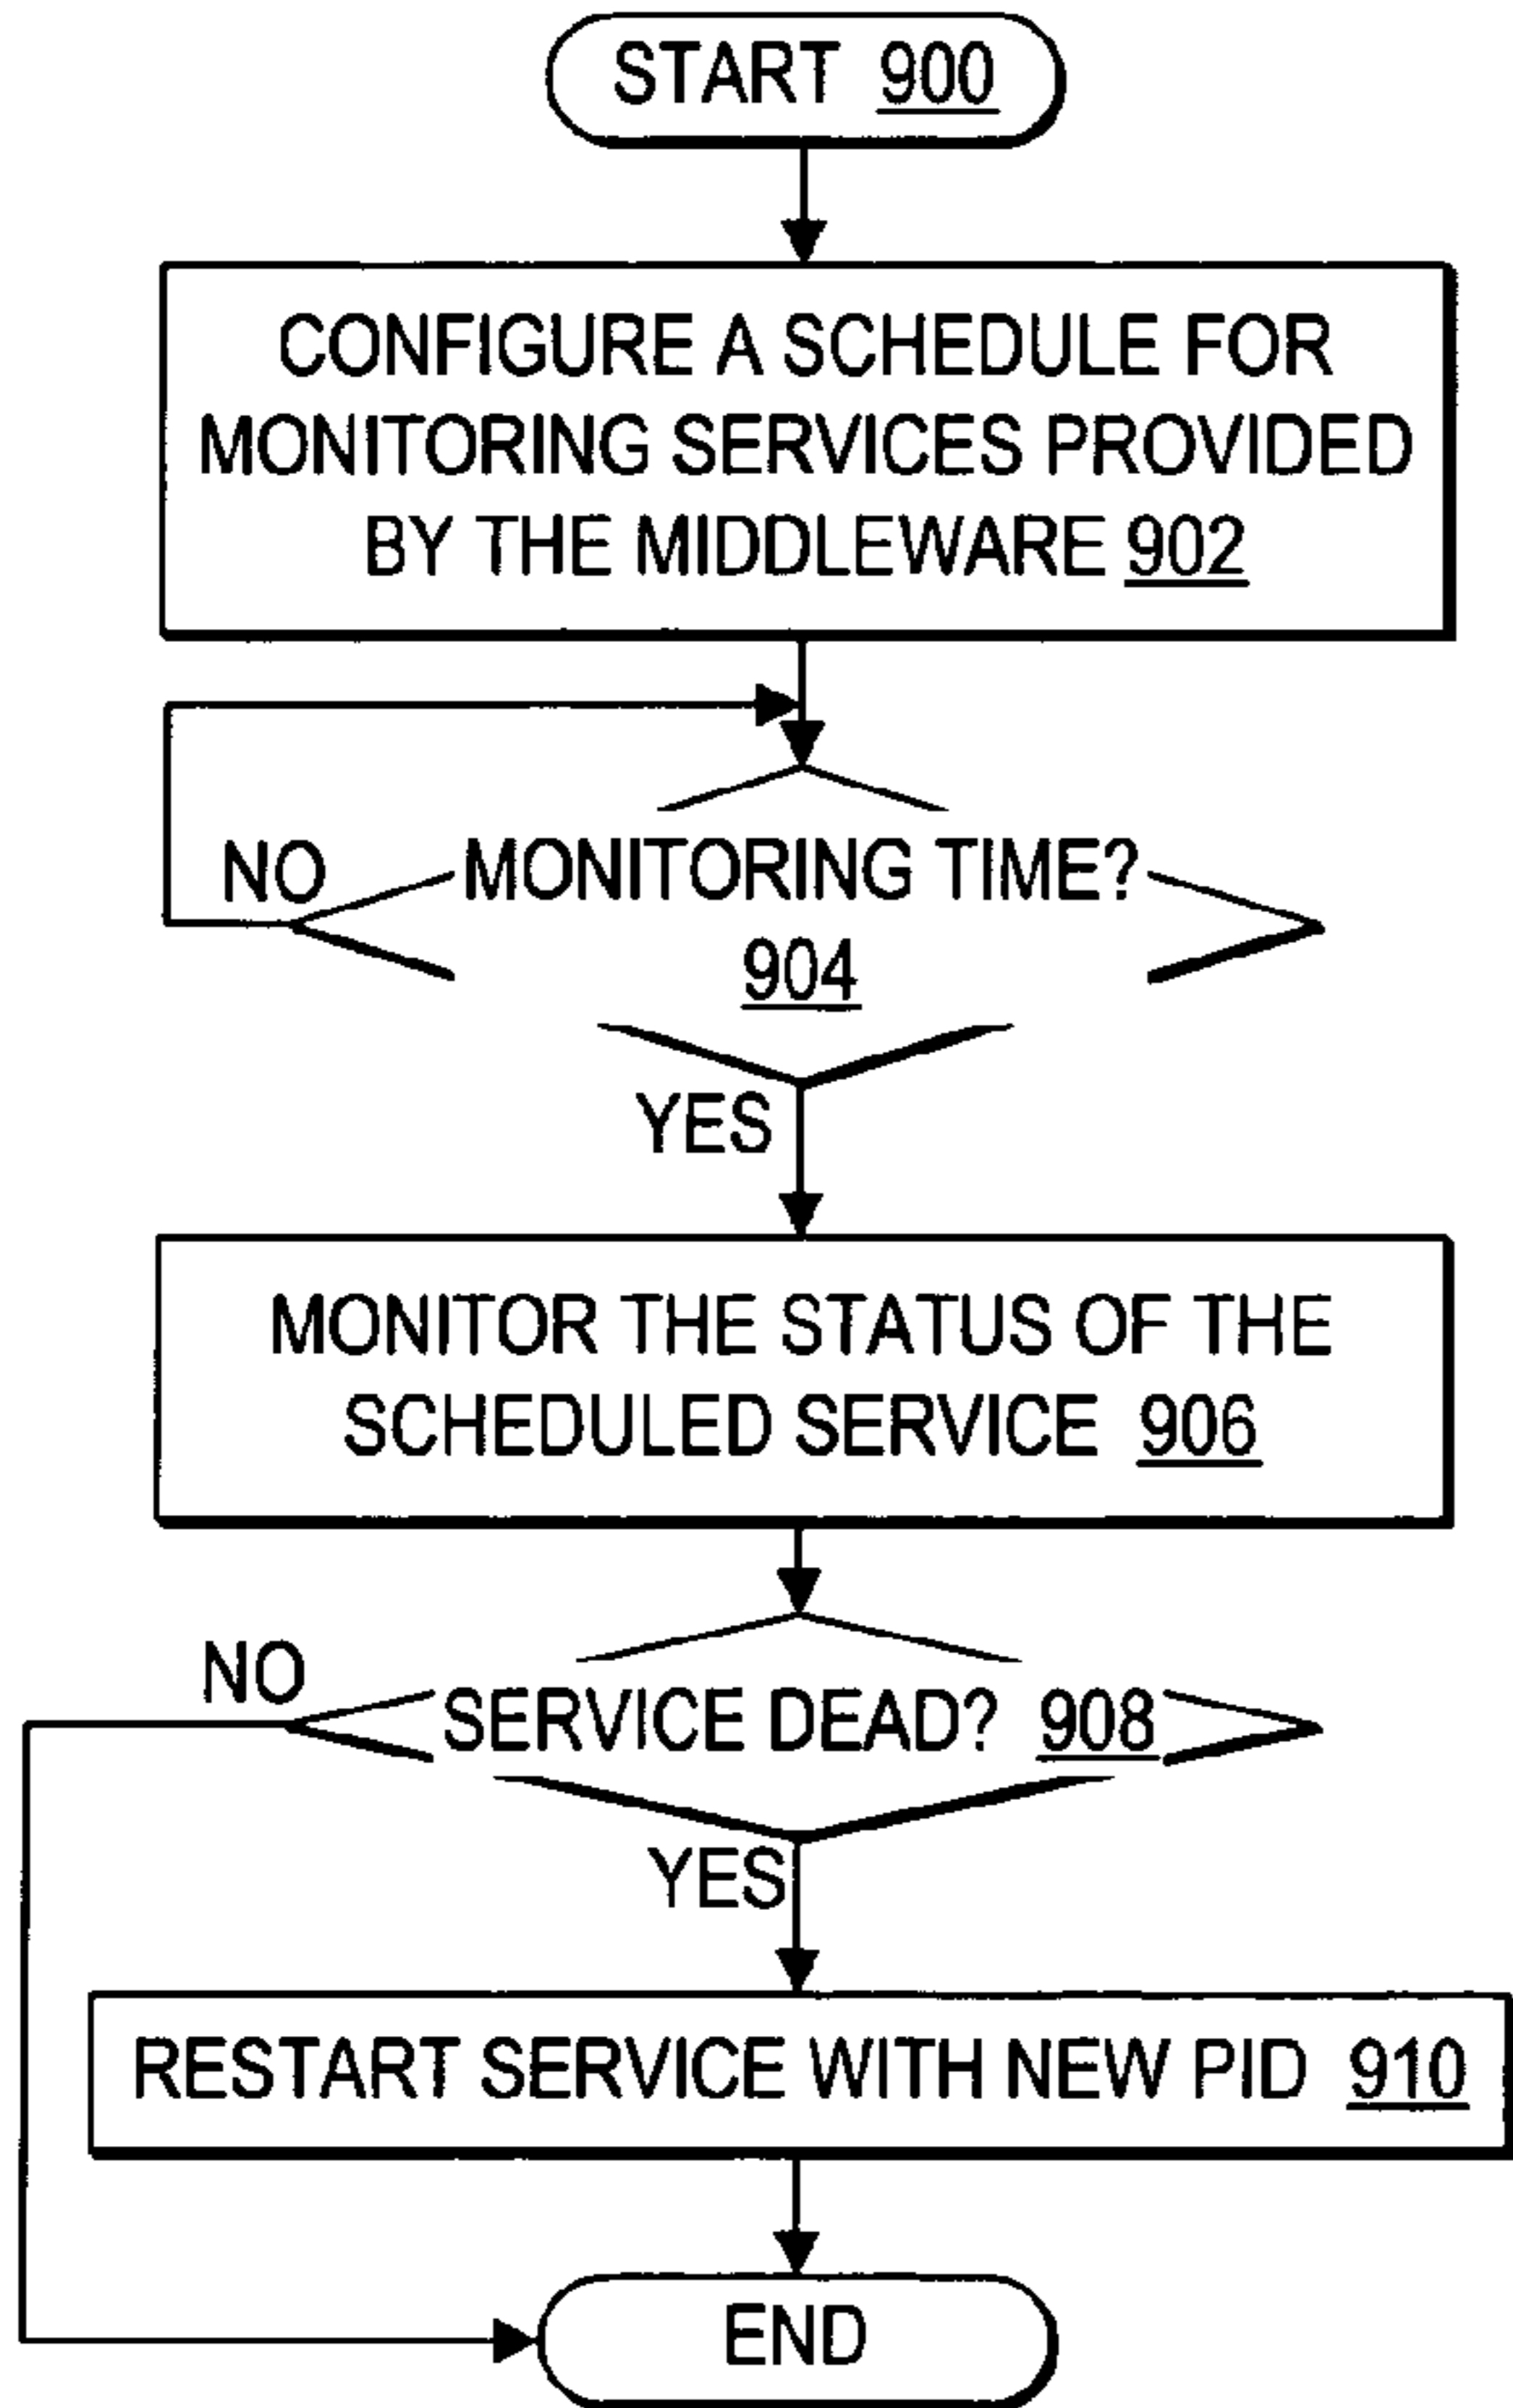 START 900
CONFIGURE A SCHEDULE FOR
MONITORING SERVICES PROVIDED
BY THE MIDDLEWARE 902
NO
MONITORING TIME?
904
YES
MONITOR THE STATUS OF THE
SCHEDULED SERVICE 906
NO
SERVICE DEAD? 908
YES
RESTART SERVICE WITH NEW PID 910
END